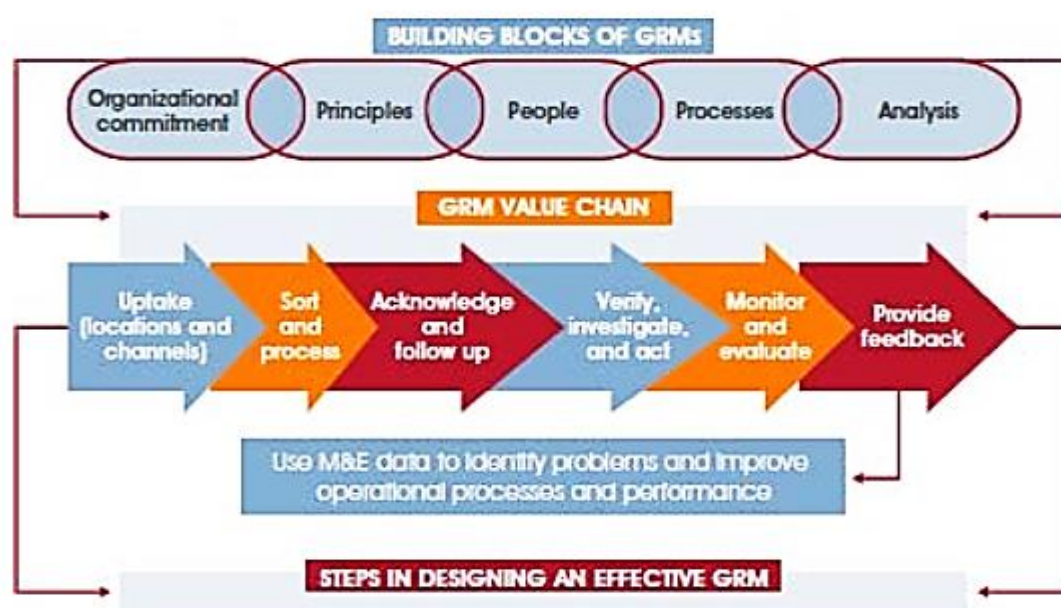 BUILDING BLOCKS OF GRMs
Organizational
commitment
Principles
People
Processes
Analysis
GRM VALUE CHAIN
Uptake
(locations and
channels)
Sort
and
process
Acknowledge
and
follow up
Verify,
investigate,
and act
Monitor
and
evaluate
Provide
feedback
Use M&E data to identify problems and improve
operational processes and performance
STEPS IN DESIGNING AN EFFECTIVE GRM